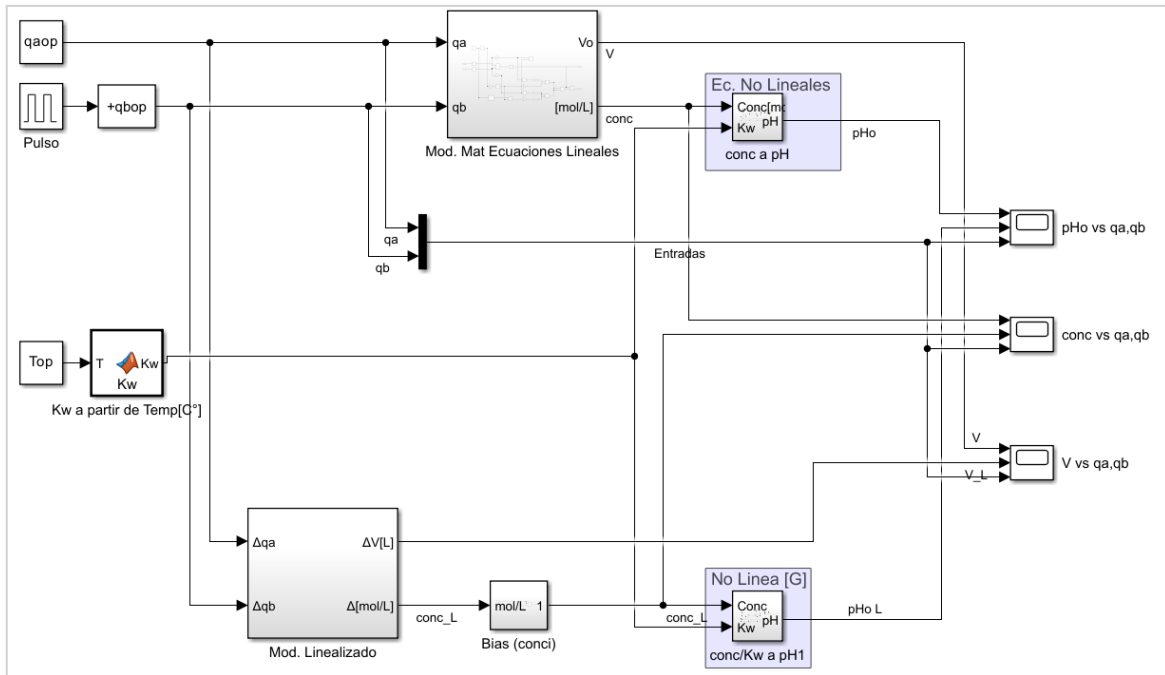 qaop
Pulso
+qbop
qa
qb
Vo
[mol/L]
Mod. Mat Ecuaciones Lineales
V
conc
Ec. No Lineales
Conc[mo
Kw
pH
conc a pH
pHo
qa
qb
Entradas
pHo vs qa,qb
conc vs qa,qb
Top
T
Kw
Kw
Kw a partir de Temp[C°]
V
V_L
V vs qa,qb
Δqa
Δqb
ΔV[L]
Δ[mol/L]
Mod. Linealizado
conc_L
mol/L
1
Bias (conci)
conc_L
No Linea [G]
Conc
Kw
pH
conc/Kw a pH1
pHo L